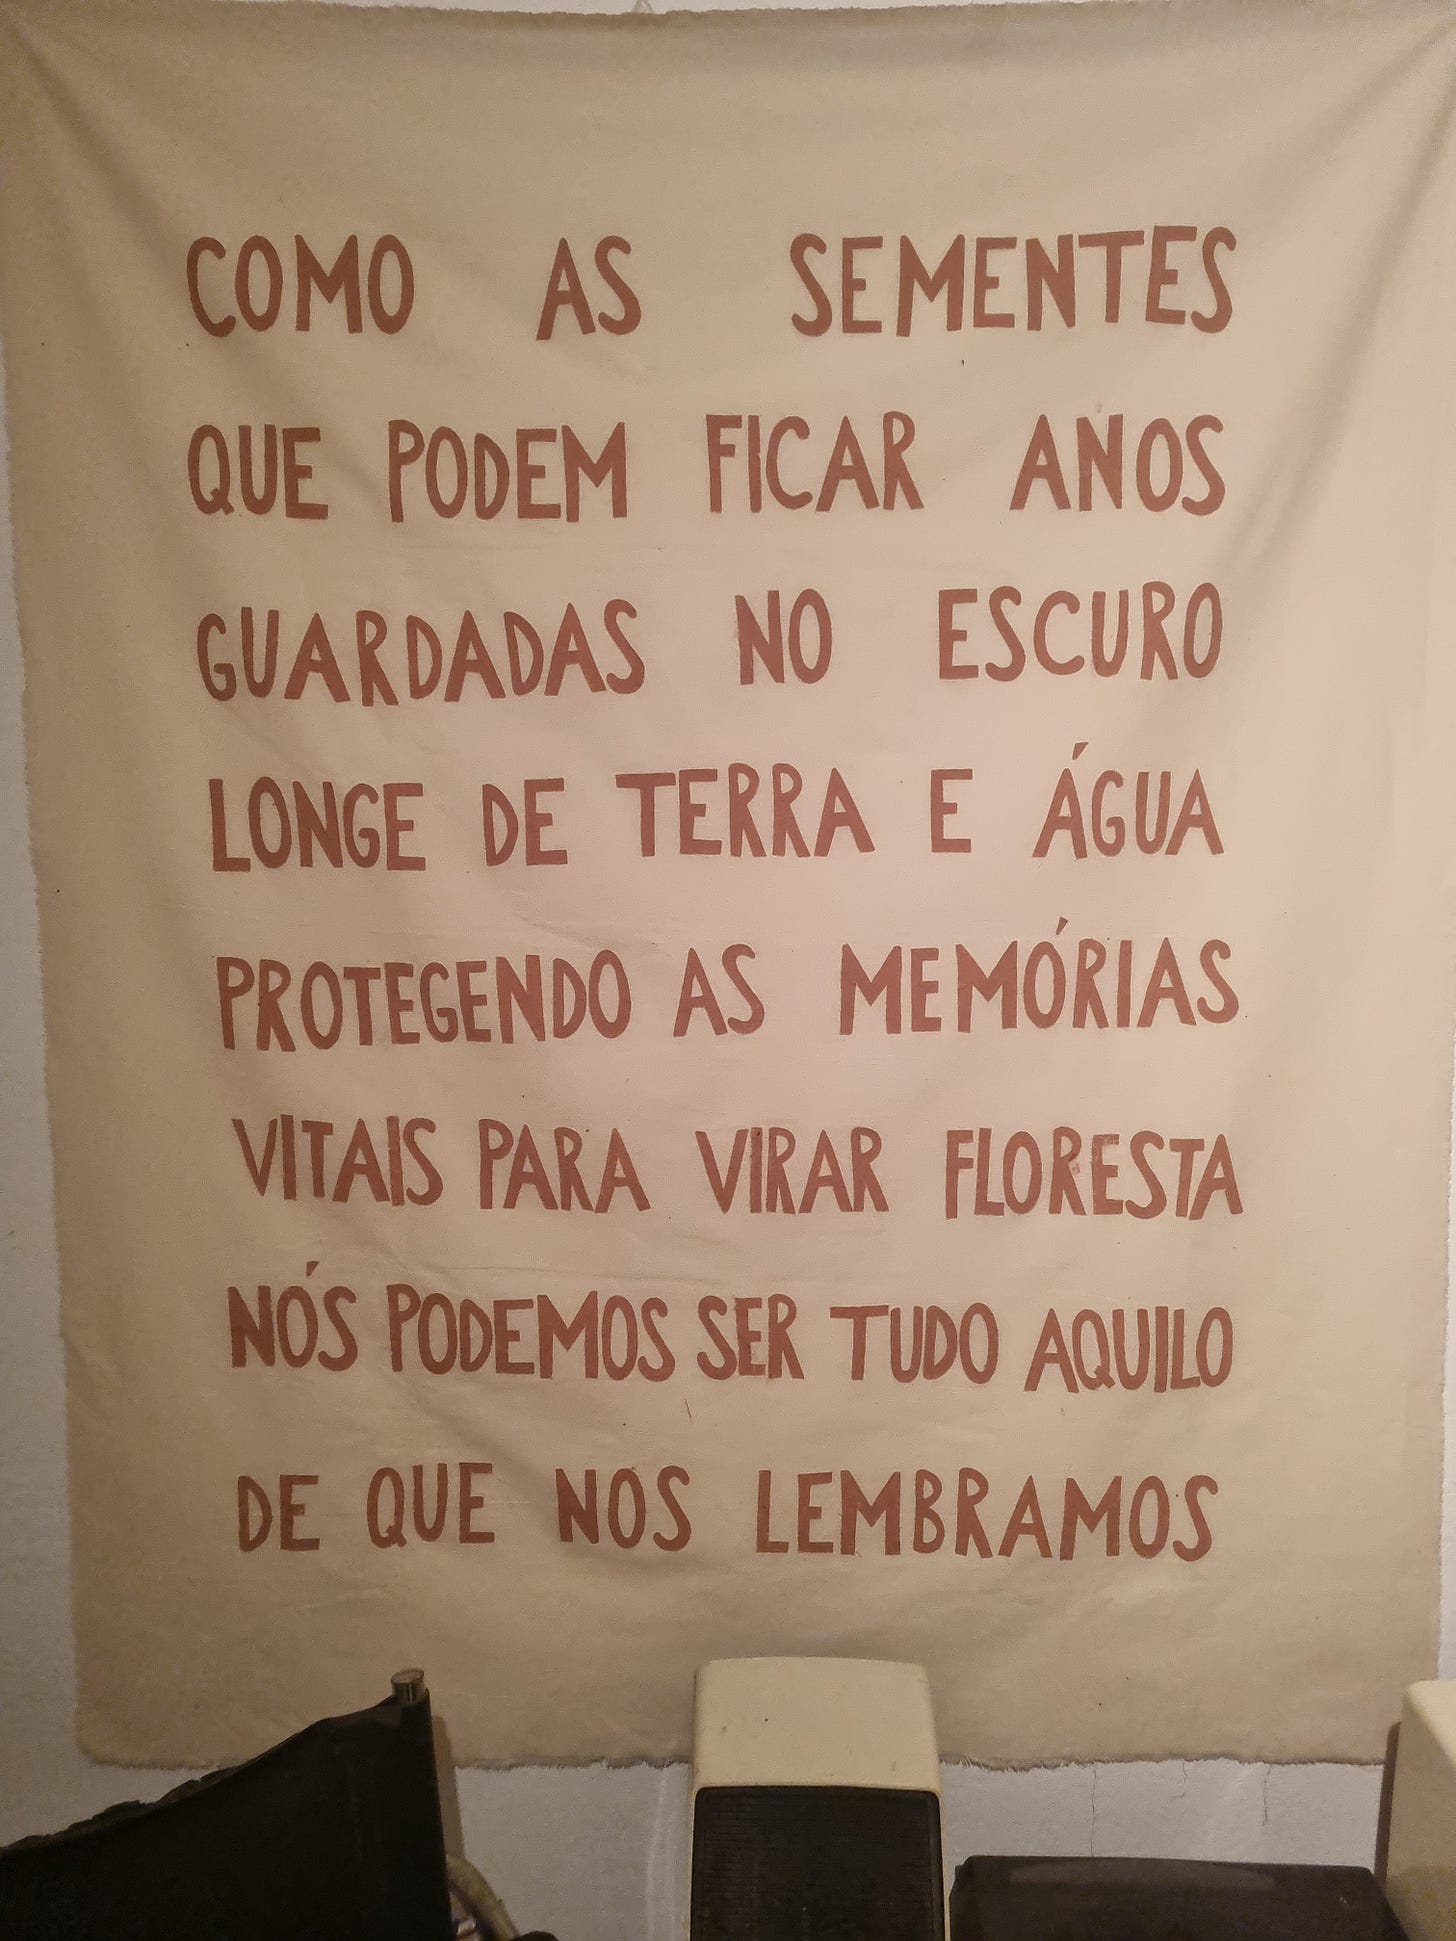 COMO AS SEMENTES
QUE PODEM FICAR ANOS
GUARDADAS NO ESCURO
LONGE DE TERRA E ÁGUA
PROTEGENDO AS MEMÓRIAS
VITAIS PARA VIRAR FLORESTA
NÓS PODEMOS SER TUDO AQUILO
DE QUE NOS LEMBRAMOS